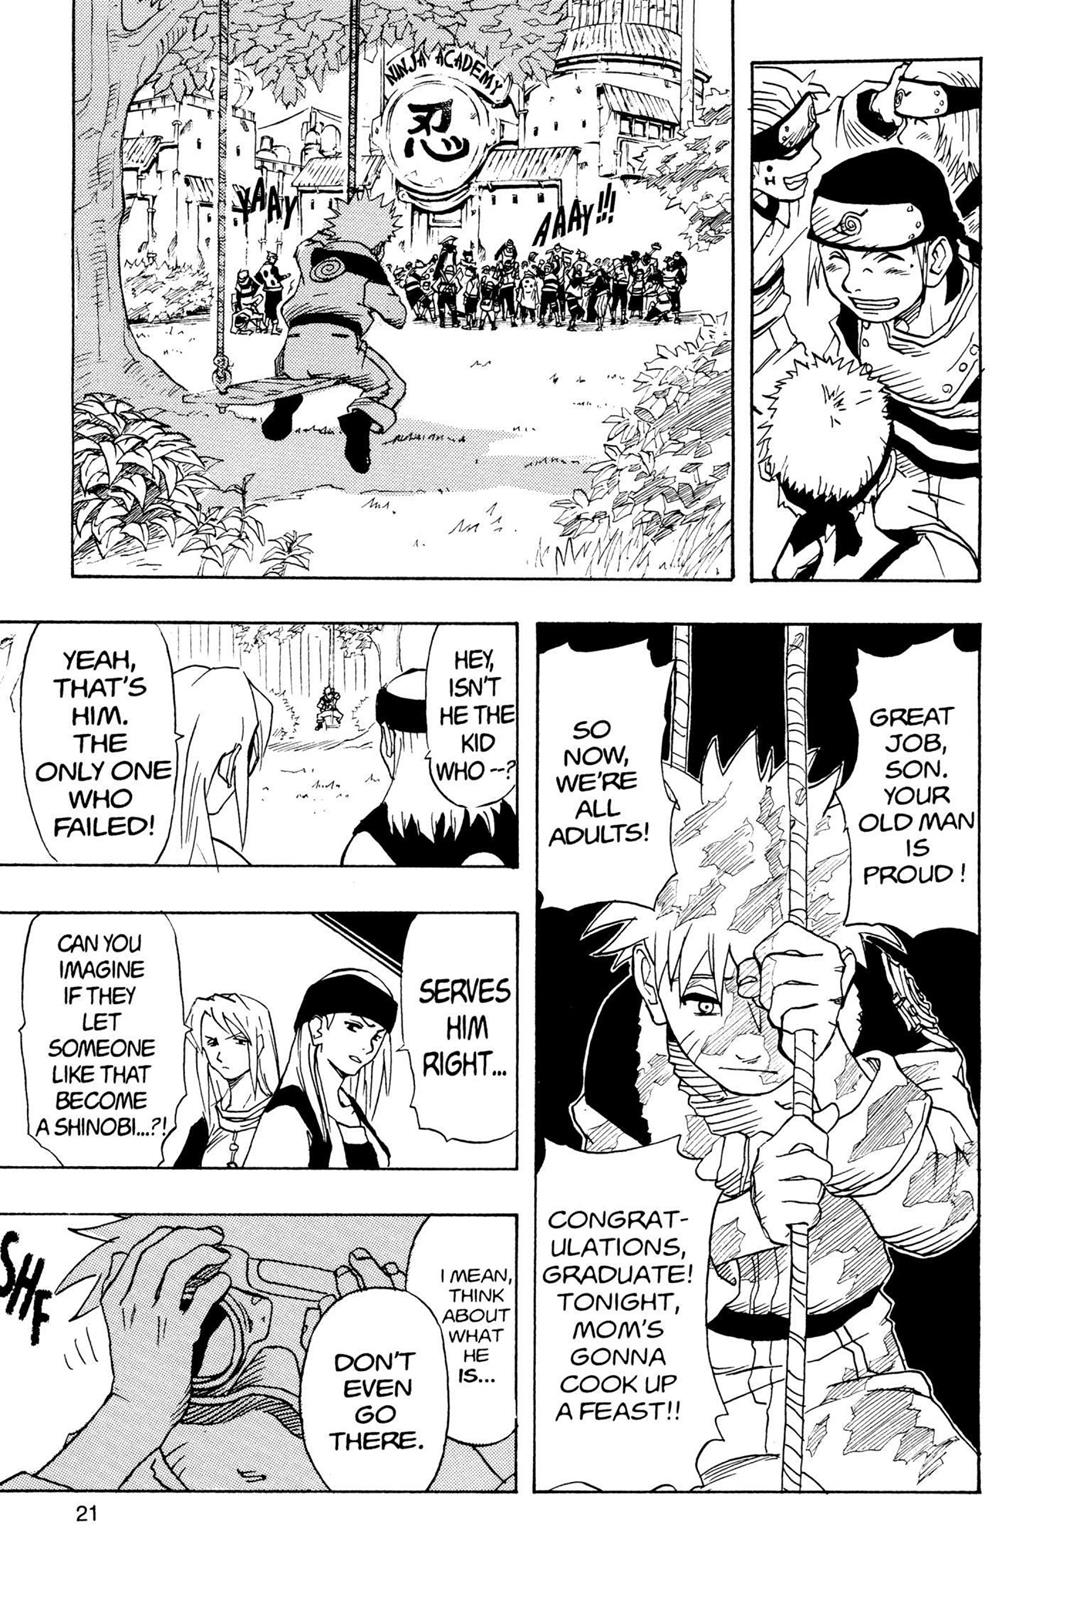 YAAY
AAAY!!!
NINJA ACADEMY
忍
GREAT
JOB,
SON.
YOUR
OLD MAN
IS
PROUD!
SO
NOW,
WE'RE
ALL
ADULTS!
CONGRAT-
ULATIONS,
GRADUATE!
TONIGHT,
MOM'S
GONNA
COOK UP
A FEAST!!
HEY,
ISN'T
HE THE
KID
WHO --?
YEAH,
THAT'S
HIM.
THE
ONLY ONE
WHO
FAILED!
SERVES
HIM
RIGHT...
CAN YOU
IMAGINE
IF THEY
LET
SOMEONE
LIKE THAT
BECOME
A SHINOBI...?!
I MEAN,
THINK
ABOUT
WHAT
HE
IS...
DON'T
EVEN
GO
THERE.
SHF
21